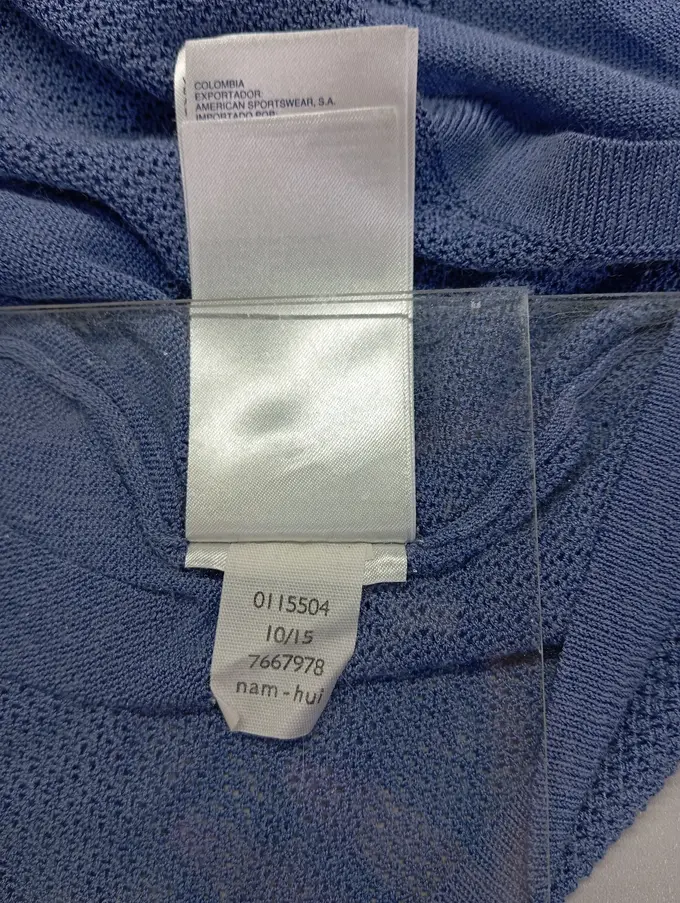 COLOMBIA
EXPORTADOR:
AMERICAN SPORTSWEAR, S.A.
IMPORTADO POR:
0115504
10/15
7667978
nam-hui